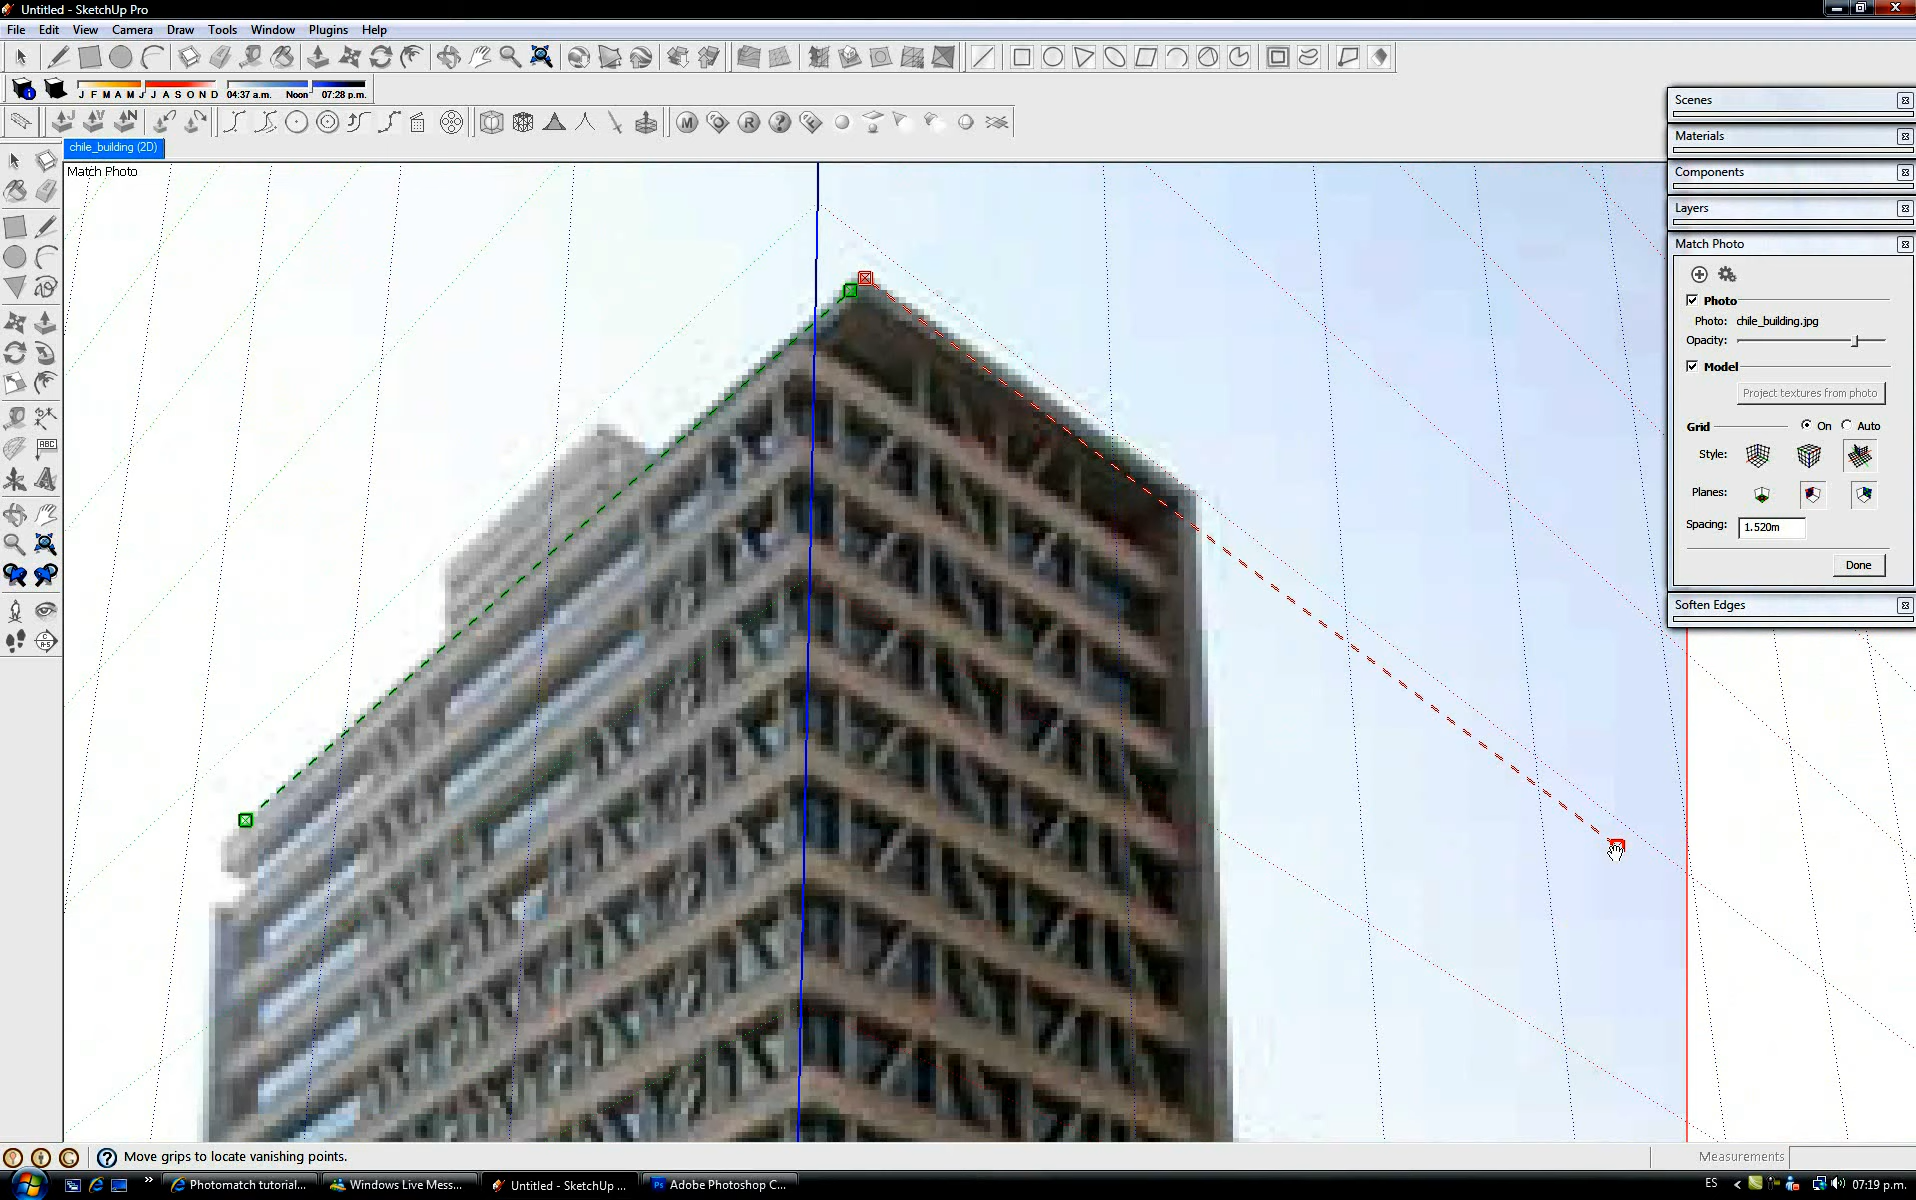 Untitled - SketchUp Pro
File Edit View Camera Draw Tools Window Plugins Help
J F M A M J J A S O N D 04:37 a.m. Noon 07:28 p.m.
M R ?
chile_building (2D)
Match Photo
ABC
Scenes
Materials
Components
Layers
Match Photo
Photo
Photo: chile_building.jpg
Opacity:
Model
Project textures from photo
Grid On Auto
Style:
Planes:
Spacing: 1.520m
Done
Soften Edges
Move grips to locate vanishing points.
Measurements
Photomatch tutorial...
Windows Live Mess...
Untitled - SketchUp ...
Ps Adobe Photoshop C...
ES
07:19 p.m.